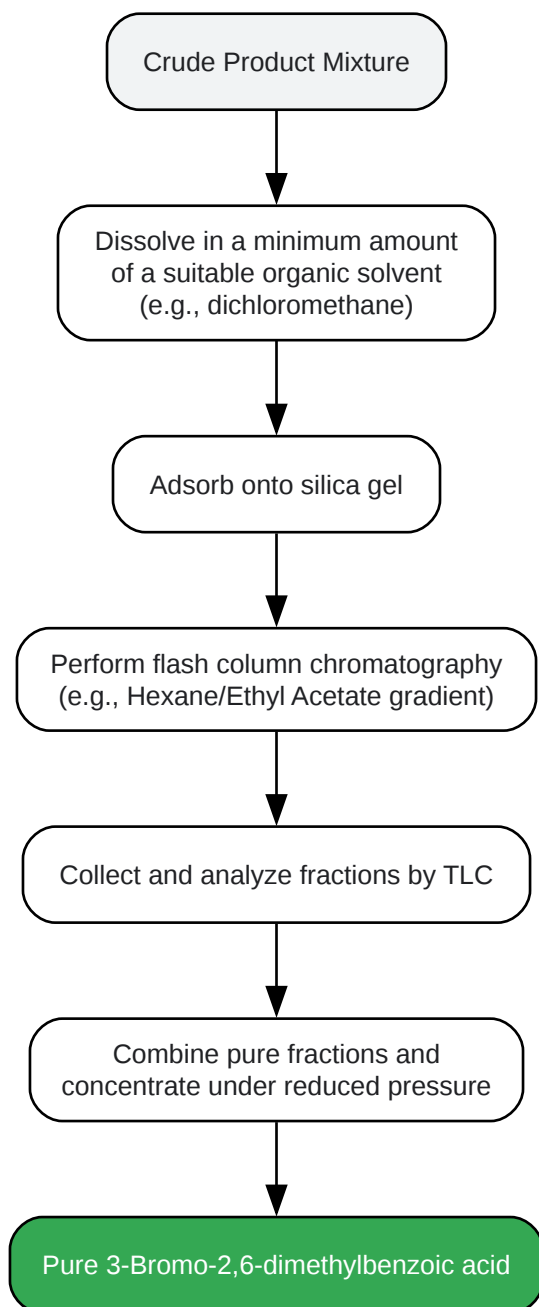 Crude Product Mixture
Dissolve in a minimum amount
of a suitable organic solvent
(e.g., dichloromethane)
Adsorb onto silica gel
Perform flash column chromatography
(e.g., Hexane/Ethyl Acetate gradient)
Collect and analyze fractions by TLC
Combine pure fractions and
concentrate under reduced pressure
Pure 3-Bromo-2,6-dimethylbenzoic acid